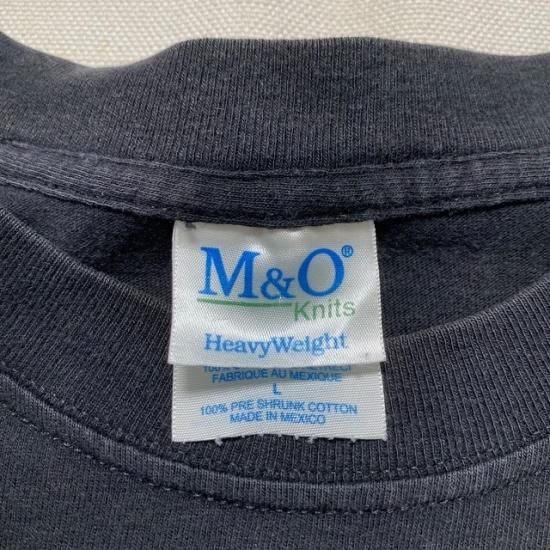 M&O®
Knits
HeavyWeight
FABRIQUE AU MEXIQUE
L
100% PRE SHRUNK COTTON
MADE IN MEXICO